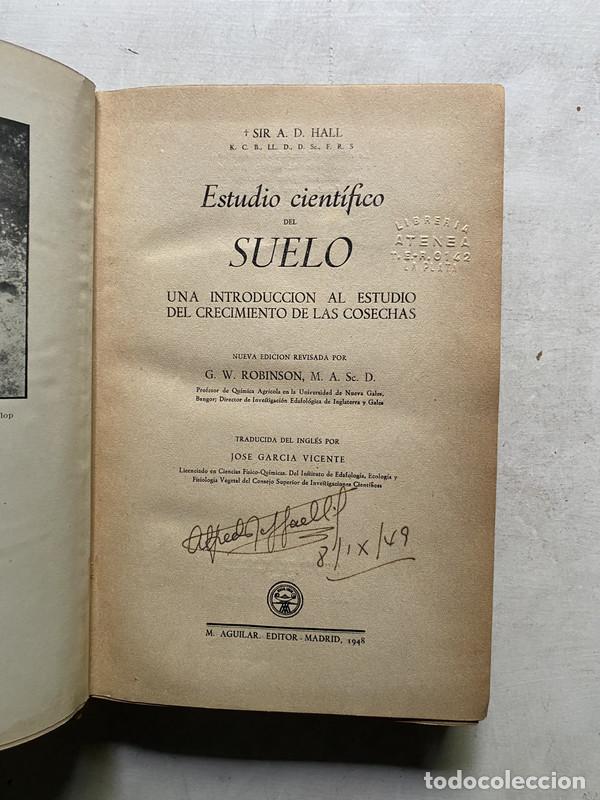 † SIR A. D. HALL
K. C. B., LL. D., D. Sc., F. R. S
Estudio científico
DEL
SUELO
LIBRERIA
ATENEA
T.E.R. 9142
LA PLATA
UNA INTRODUCCION AL ESTUDIO
DEL CRECIMIENTO DE LAS COSECHAS
NUEVA EDICION REVISADA POR
G. W. ROBINSON, M. A. Sc. D.
Profesor de Química Agrícola en la Universidad de Nueva Gales,
Bangor; Director de Investigación Edafológica de Inglaterra y Gales
TRADUCIDA DEL INGLÉS POR
JOSE GARCIA VICENTE
Licenciado en Ciencias Físico-Químicas. Del Instituto de Edafología, Ecología y
Fisiología Vegetal del Consejo Superior de Investigaciones Científicas
Alfredo
8/IX/49
M. AGUILAR. EDITOR-MADRID, 1948
lop
todocoleccion